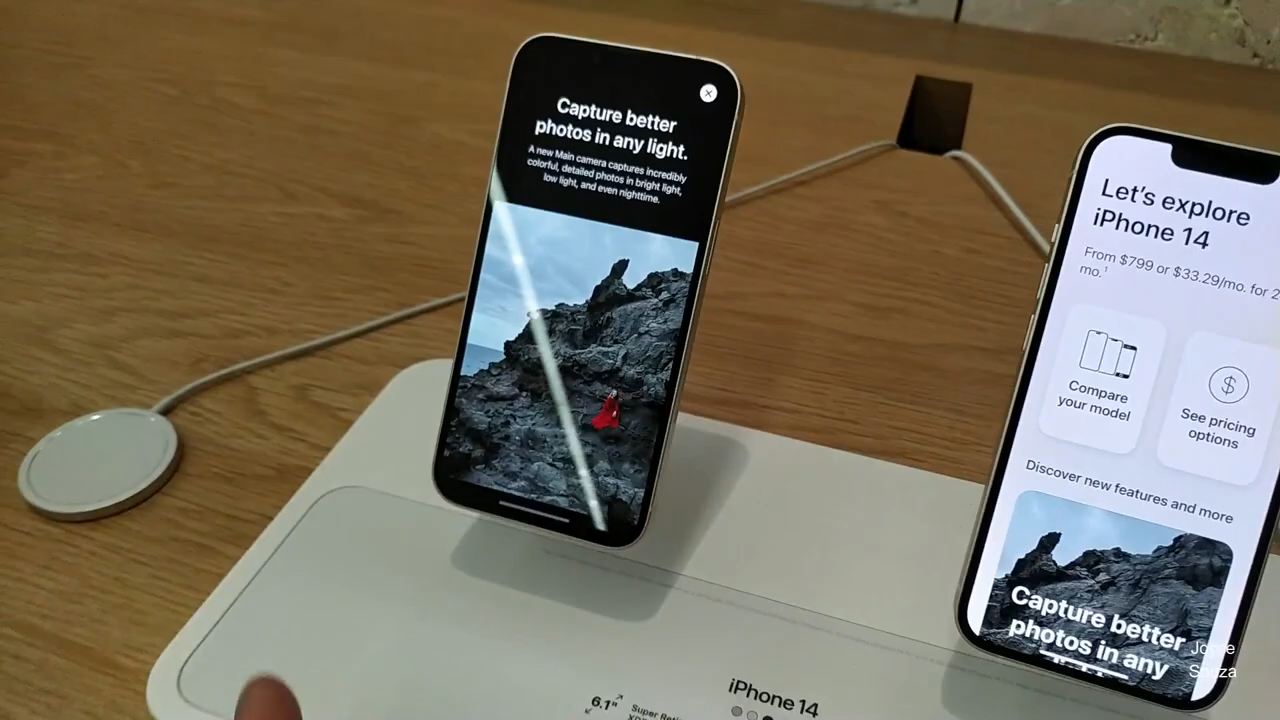 Capture better
photos in any light.
A new Main camera captures incredibly
colorful, detailed photos in bright light,
low light, and even nighttime.
Let's explore
iPhone 14
From $799 or $33.29/mo. for 2
mo.¹
Compare
your model
See pricing
options
Discover new features and more
Capture better
photos in any
iPhone 14
6.1"
Super